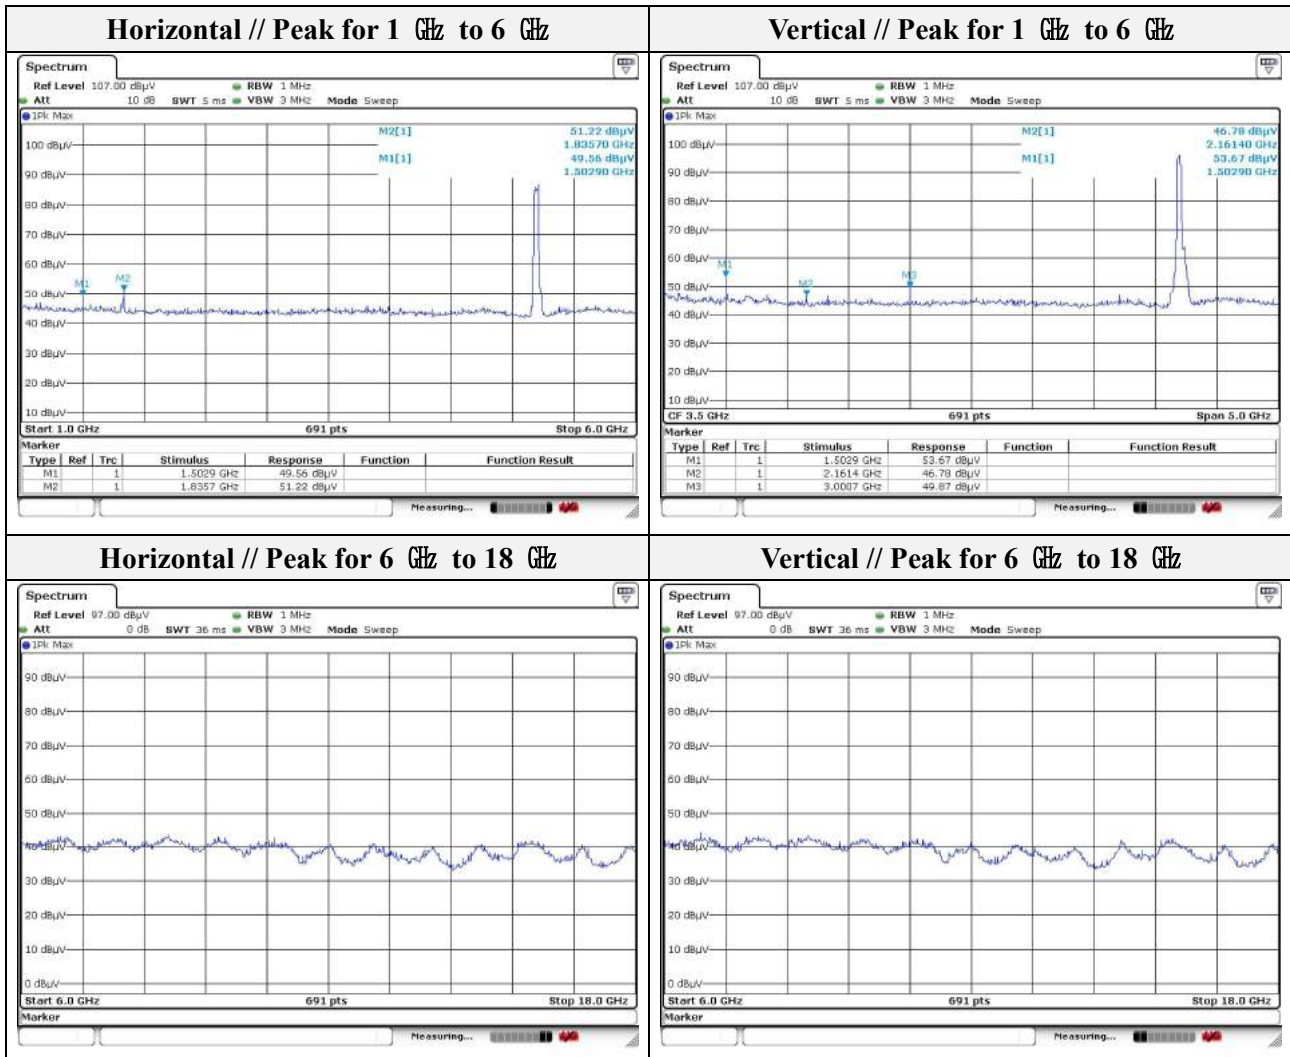 Horizontal // Peak for 1 ㎓ to 6 ㎓
Spectrum
Ref Level 107.00 dBµV RBW 1 MHz
Att 10 dB SWT 5 ms VBW 3 MHz Mode Sweep
1Pk Max
M2[1] 51.22 dBµV
1.83570 GHz
M1[1] 49.56 dBµV
1.50290 GHz
100 dBµV
90 dBµV
80 dBµV
70 dBµV
60 dBµV
M1 M2
50 dBµV
40 dBµV
30 dBµV
20 dBµV
10 dBµV
Start 1.0 GHz 691 pts Stop 6.0 GHz
Marker
Type Ref Trc Stimulus Response Function Function Result
M1 1 1.5029 GHz 49.56 dBµV
M2 1 1.8357 GHz 51.22 dBµV
Measuring...
Vertical // Peak for 1 ㎓ to 6 ㎓
Spectrum
Ref Level 107.00 dBµV RBW 1 MHz
Att 10 dB SWT 5 ms VBW 3 MHz Mode Sweep
1Pk Max
M2[1] 46.78 dBµV
2.16140 GHz
M1[1] 53.67 dBµV
1.50290 GHz
100 dBµV
90 dBµV
80 dBµV
70 dBµV
60 dBµV
M1
M2 M3
50 dBµV
40 dBµV
30 dBµV
20 dBµV
10 dBµV
CF 3.5 GHz 691 pts Span 5.0 GHz
Marker
Type Ref Trc Stimulus Response Function Function Result
M1 1 1.5029 GHz 53.67 dBµV
M2 1 2.1614 GHz 46.78 dBµV
M3 1 3.0007 GHz 49.87 dBµV
Measuring...
Horizontal // Peak for 6 ㎓ to 18 ㎓
Spectrum
Ref Level 97.00 dBµV RBW 1 MHz
Att 0 dB SWT 36 ms VBW 3 MHz Mode Sweep
1Pk Max
90 dBµV
80 dBµV
70 dBµV
60 dBµV
50 dBµV
40 dBµV
30 dBµV
20 dBµV
10 dBµV
0 dBµV
Start 6.0 GHz 691 pts Stop 18.0 GHz
Marker
Measuring...
Vertical // Peak for 6 ㎓ to 18 ㎓
Spectrum
Ref Level 97.00 dBµV RBW 1 MHz
Att 0 dB SWT 36 ms VBW 3 MHz Mode Sweep
1Pk Max
90 dBµV
80 dBµV
70 dBµV
60 dBµV
50 dBµV
40 dBµV
30 dBµV
20 dBµV
10 dBµV
0 dBµV
Start 6.0 GHz 691 pts Stop 18.0 GHz
Marker
Measuring...